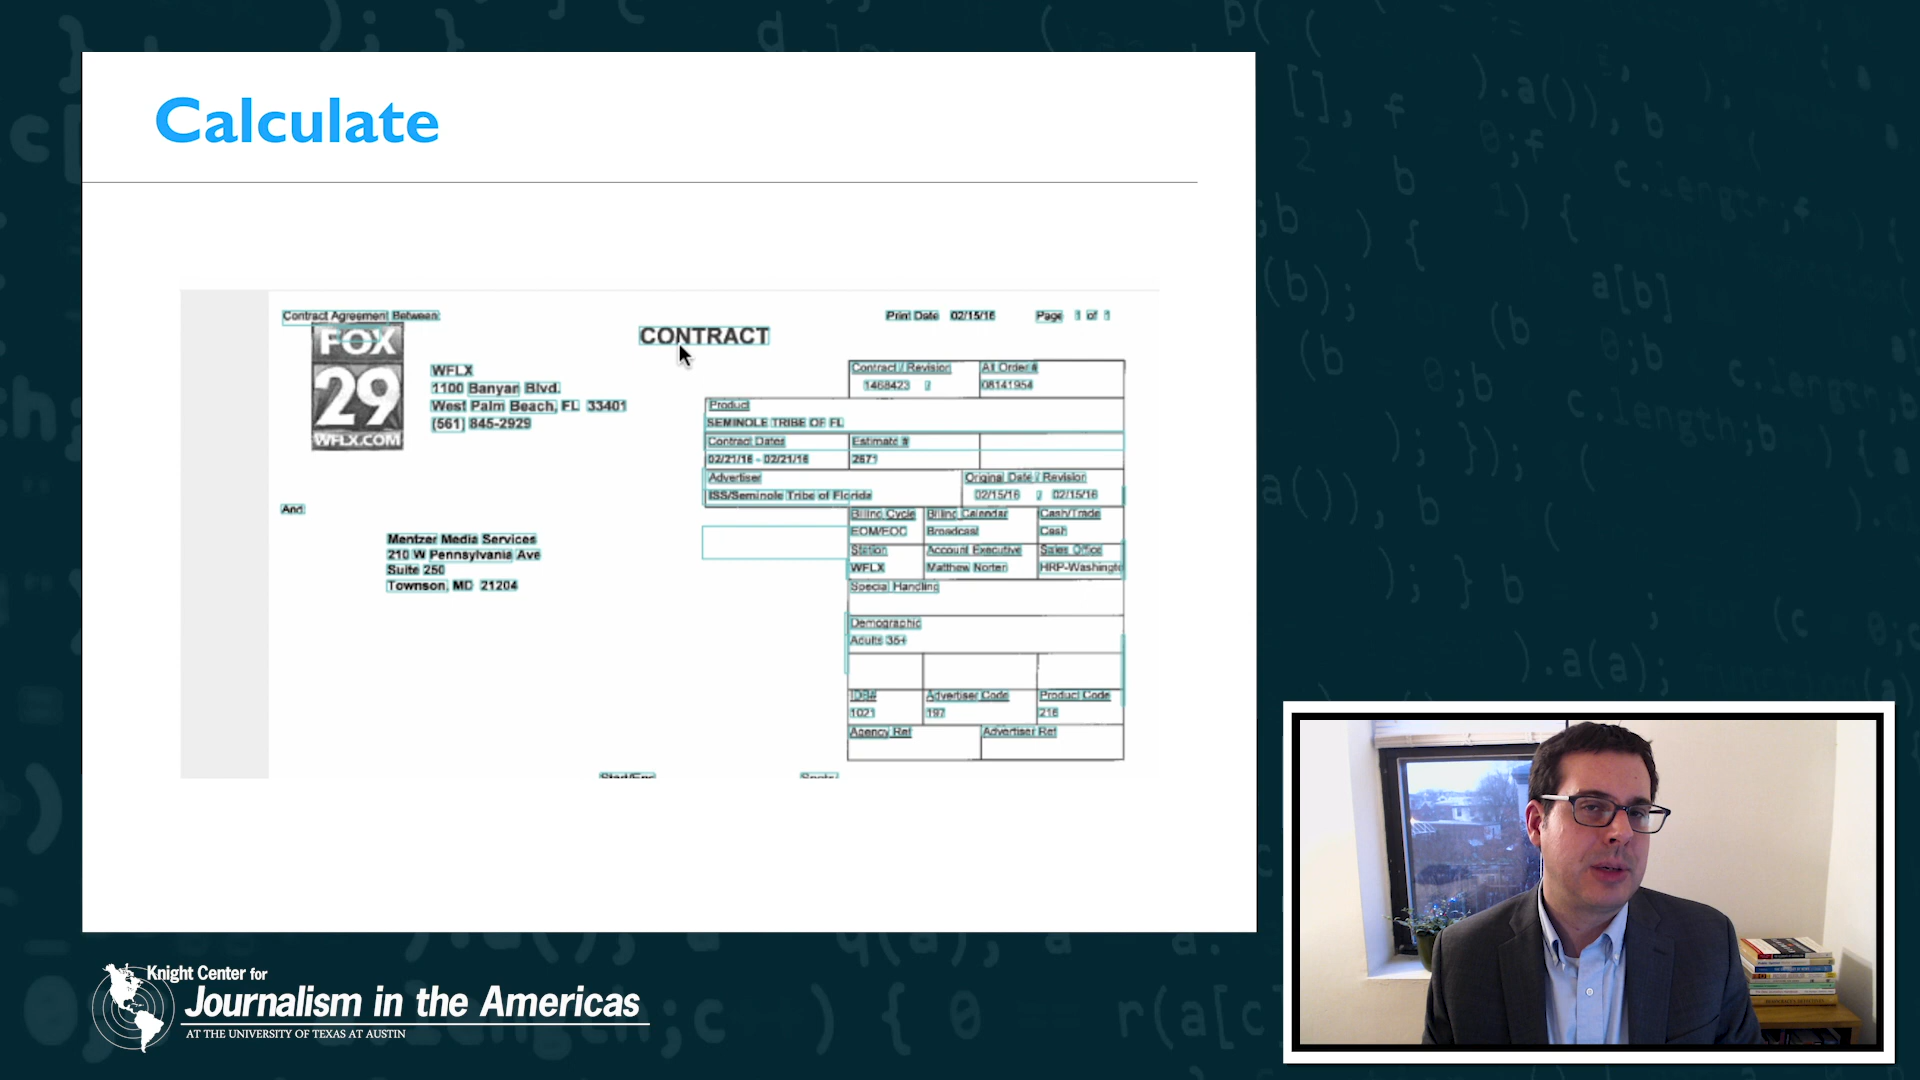 Calculate
Contract Agreement Between:
Print Date 02/15/16 Page 1 of 1
CONTRACT
FOX
29
WFLX.COM
WFLX
1100 Banyan Blvd.
West Palm Beach, FL 33401
(561) 845-2929
Contract / Revision Alt Order #
1468423 / 08141954
Product
SEMINOLE TRIBE OF FL
Contract Dates Estimate #
02/21/16 - 02/21/16 2671
Advertiser Original Date / Revision
ISS/Seminole Tribe of Florida 02/15/16 / 02/15/16
And:
Billing Cycle Billing Calendar Cash/Trade
EOM/EOC Broadcast Cash
Station Account Executive Sales Office
WFLX Matthew Norten HRP-Washingto
Mentzer Media Services
210 W Pennsylvania Ave
Suite 250
Townson, MD 21204
Special Handling
Demographic
Adults 35+
IDB# Advertiser Code Product Code
1021 197 216
Agency Ref Advertiser Ref
Knight Center for
Journalism in the Americas
AT THE UNIVERSITY OF TEXAS AT AUSTIN